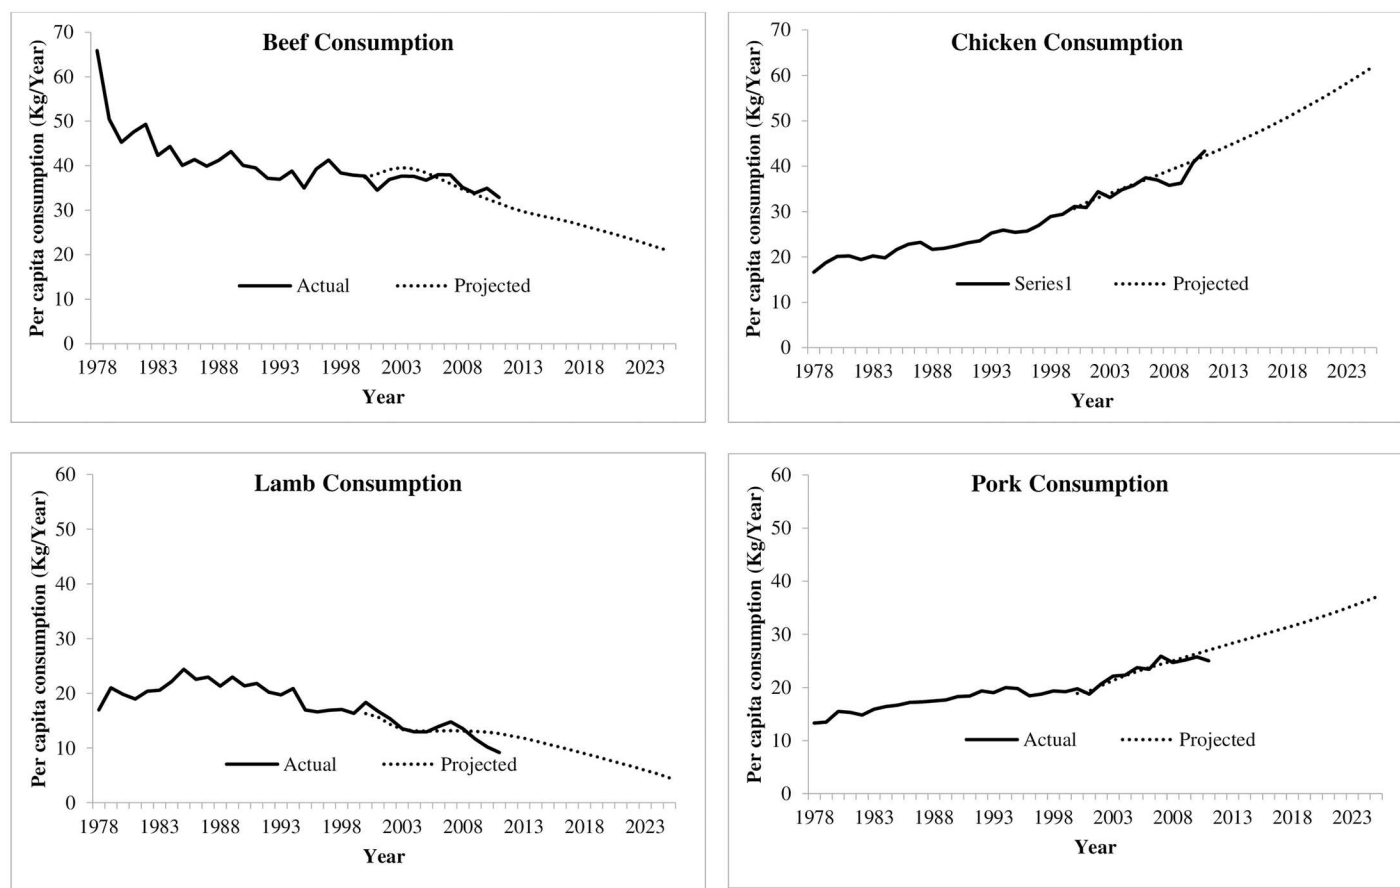 Beef Consumption
Per capita consumption (Kg/Year)
70
60
50
40
30
20
10
0
Actual
Projected
1978 1983 1988 1993 1998 2003 2008 2013 2018 2023
Year
Chicken Consumption
Per capita consumption (Kg/Year)
70
60
50
40
30
20
10
0
Series1
Projected
1978 1983 1988 1993 1998 2003 2008 2013 2018 2023
Year
Lamb Consumption
Per capita consumption (Kg/Year)
60
50
40
30
20
10
0
Actual
Projected
1978 1983 1988 1993 1998 2003 2008 2013 2018 2023
Year
Pork Consumption
Per capita consumption (Kg/Year)
60
50
40
30
20
10
0
Actual
Projected
1978 1983 1988 1993 1998 2003 2008 2013 2018 2023
Year